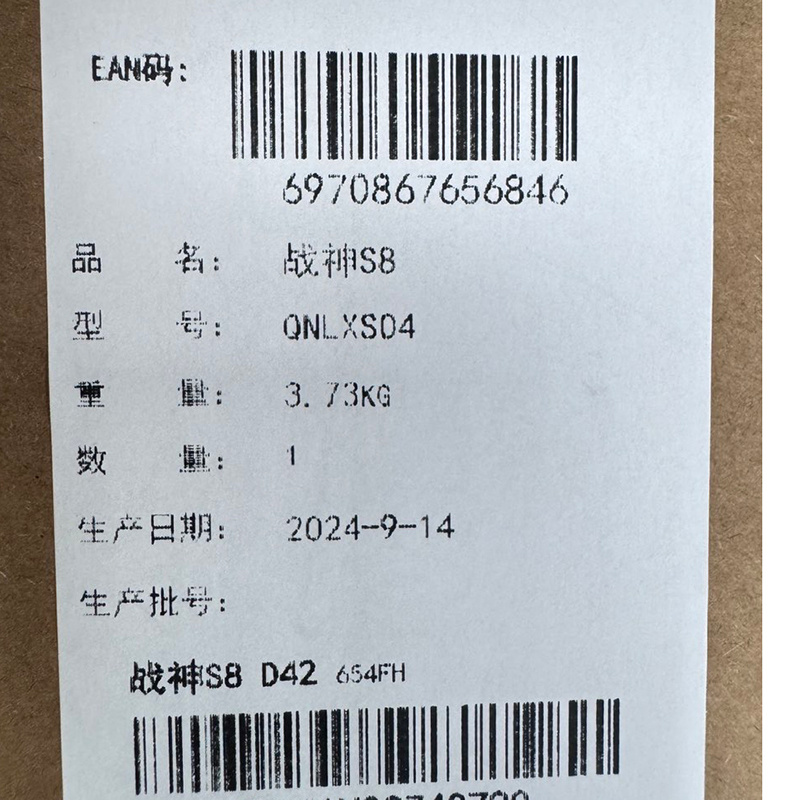 EAN码:
6970867656846
品 名: 战神S8
型 号: QNLXS04
重 量: 3.73KG
数 量: 1
生产日期: 2024-9-14
生产批号:
战神S8 D42 654FH